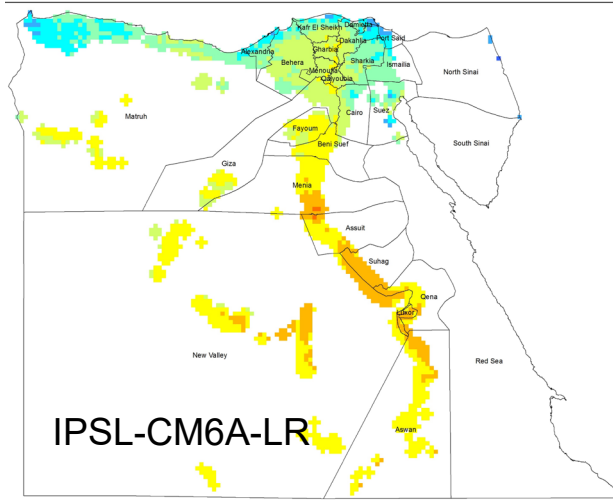 Kafr El Sheikh
Damietta
Alexandria
Dakahlia
Port Said
Gharbia
Behera
Sharkia
Ismailia
Menoufia
Qalyoubia
North Sinai
Matruh
Cairo
Suez
Fayoum
South Sinai
Beni Suef
Giza
Menia
Assuit
Suhag
Qena
Luxor
New Valley
Red Sea
Aswan
IPSL-CM6A-LR